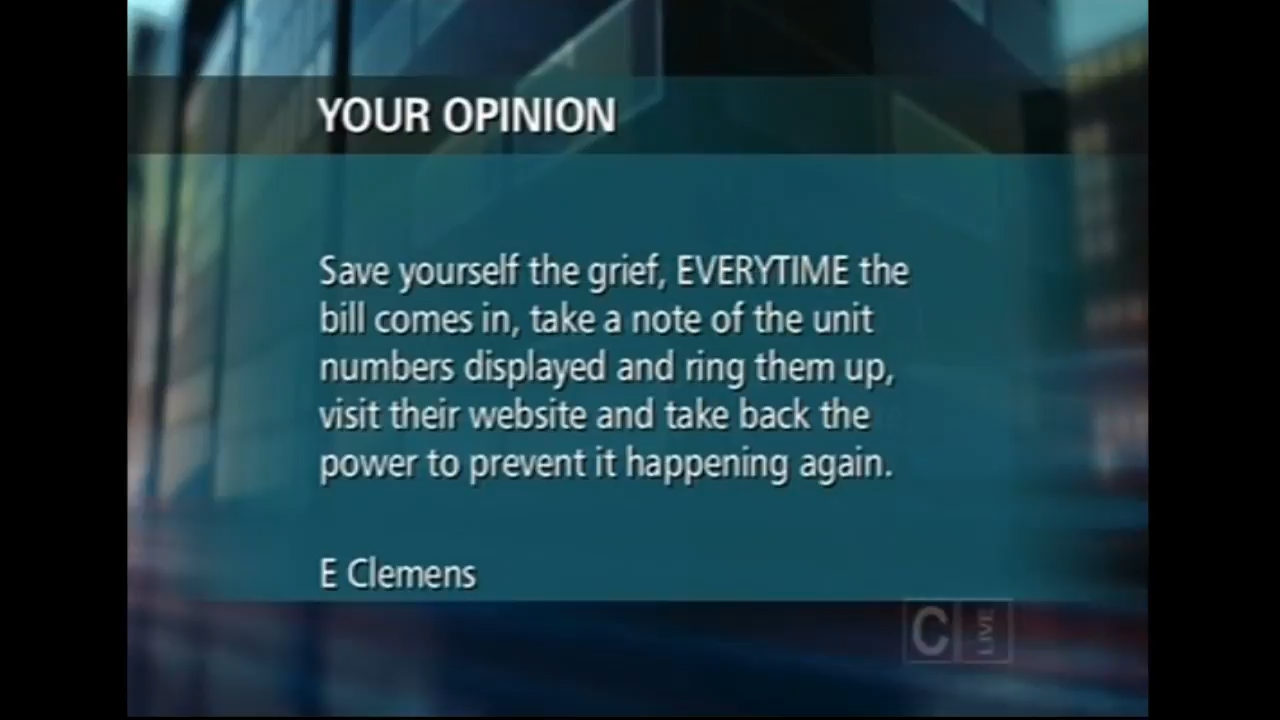 YOUR OPINION
Save yourself the grief, EVERYTIME the
bill comes in, take a note of the unit
numbers displayed and ring them up,
visit their website and take back the
power to prevent it happening again.
E Clemens
C LIVE